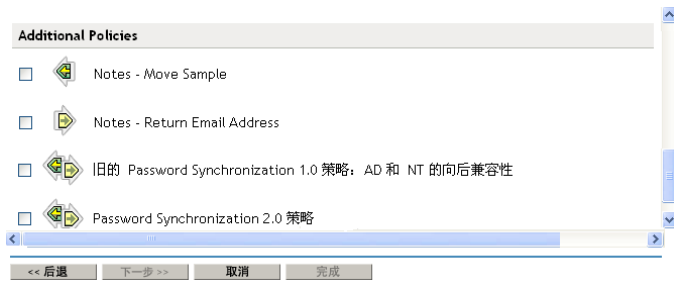 Additional Policies
Notes - Move Sample
Notes - Return Email Address
旧的 Password Synchronization 1.0 策略：AD 和 NT 的向后兼容性
Password Synchronization 2.0 策略
<< 后退 下一步 >> 取消 完成